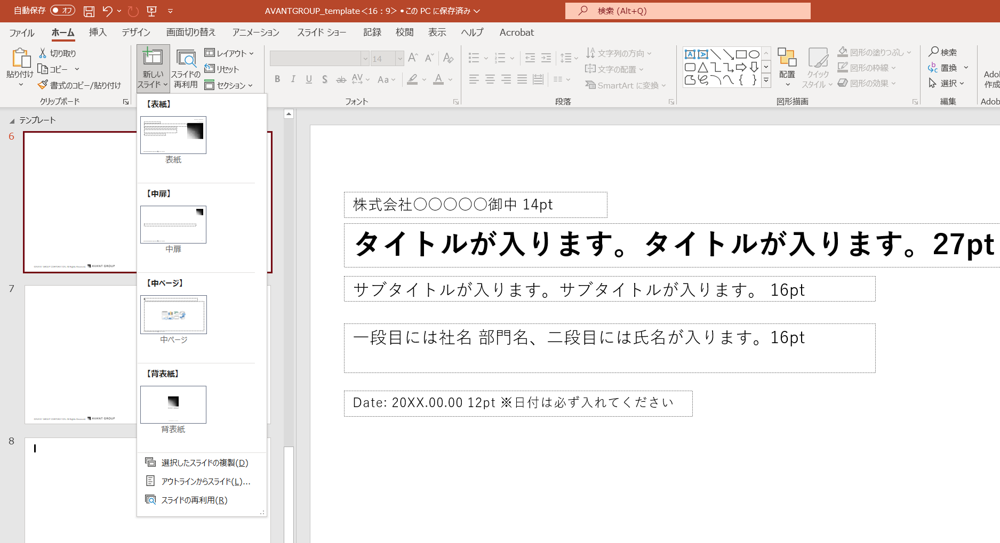 自動保存 オフ
AVANTGROUP_template＜16：9＞ • この PC に保存済み
検索 (Alt+Q)
ファイル ホーム 挿入 デザイン 画面切り替え アニメーション スライド ショー 記録 校閲 表示 ヘルプ Acrobat
貼り付け
切り取り
コピー
書式のコピー/貼り付け
クリップボード
新しい
スライド
スライドの
再利用
レイアウト
リセット
セクション
14
フォント
文字列の方向
文字の配置
SmartArt に変換
段落
配置
クイック
スタイル
図形の塗りつぶし
図形の枠線
図形の効果
図形描画
検索
置換
選択
編集
Adob
作成
Adob
テンプレート
6
AVANT GROUP
7
AVANT GROUP
8
【表紙】
表紙
【中扉】
中扉
【中ページ】
中ページ
【背表紙】
背表紙
選択したスライドの複製(D)
アウトラインからスライド(L)...
スライドの再利用(R)
株式会社〇〇〇〇〇御中 14pt
タイトルが入ります。タイトルが入ります。27pt
サブタイトルが入ります。サブタイトルが入ります。 16pt
一段目には社名 部門名、二段目には氏名が入ります。16pt
Date: 20XX.00.00 12pt ※日付は必ず入れてください